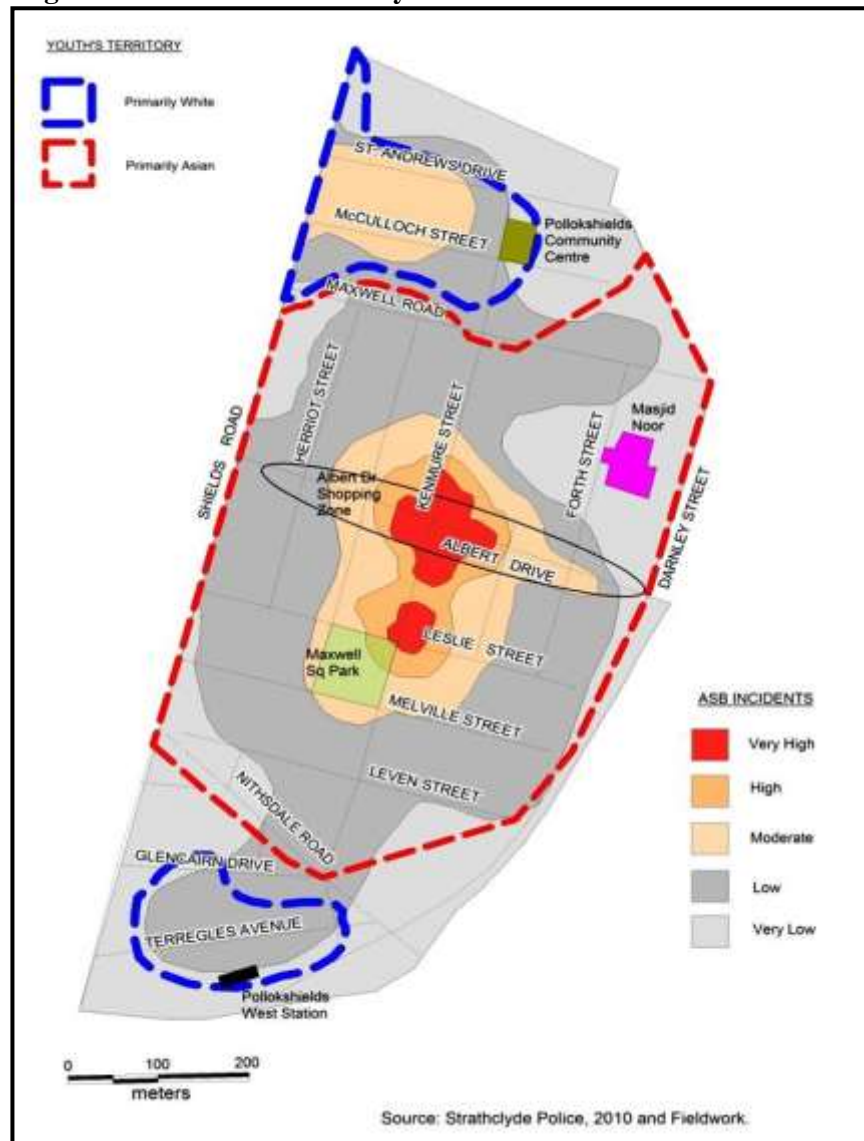 YOUTH'S TERRITORY
Primarily White
Primarily Asian
ST. ANDREWS DRIVE
McCULLOCH STREET
Pollokshields
Community
Centre
MAXWELL ROAD
HERRIOT STREET
KENMURE STREET
SHIELDS ROAD
FORTH STREET
Masjid
Noor
DARNLEY STREET
Albert Dr
Shopping
Zone
ALBERT DRIVE
LESLIE STREET
Maxwell
Sq Park
MELVILLE STREET
LEVEN STREET
NITHSDALE ROAD
GLENCAIRN DRIVE
TERREGLES AVENUE
Pollokshields
West Station
ASB INCIDENTS
Very High
High
Moderate
Low
Very Low
0 100 200
meters
Source: Strathclyde Police, 2010 and Fieldwork.